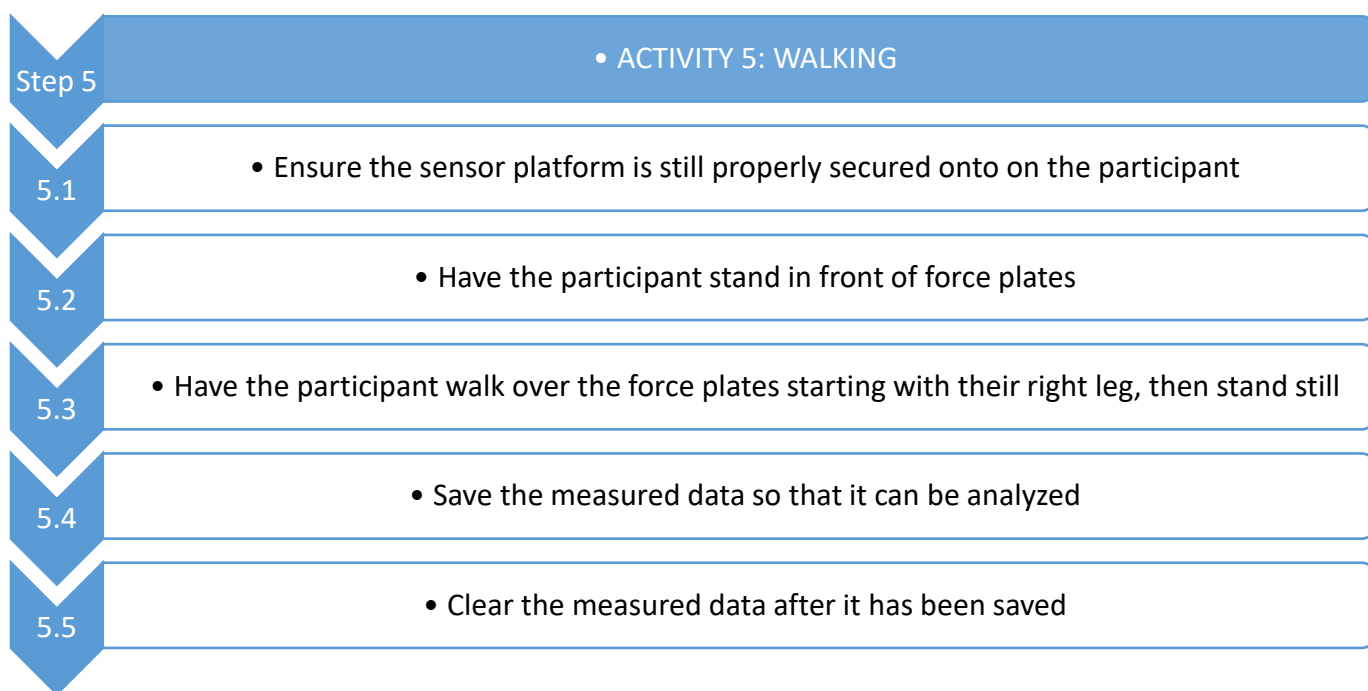 Step 5
• ACTIVITY 5: WALKING
5.1
• Ensure the sensor platform is still properly secured onto on the participant
5.2
• Have the participant stand in front of force plates
5.3
• Have the participant walk over the force plates starting with their right leg, then stand still
5.4
• Save the measured data so that it can be analyzed
5.5
• Clear the measured data after it has been saved